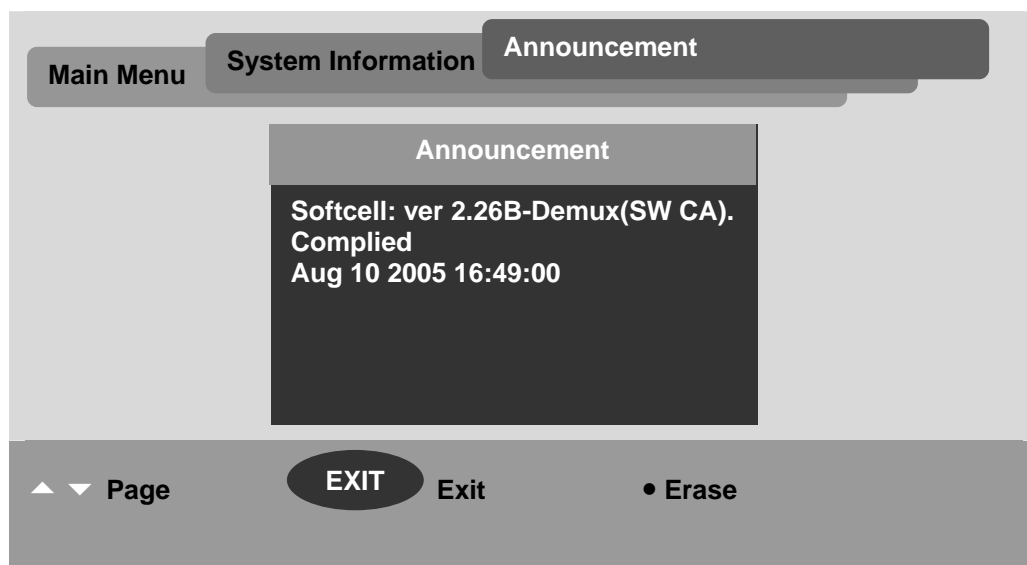 Main Menu
System Information
Announcement
Announcement
Softcell: ver 2.26B-Demux(SW CA).
Complied
Aug 10 2005 16:49:00
Page
EXIT
Exit
• Erase